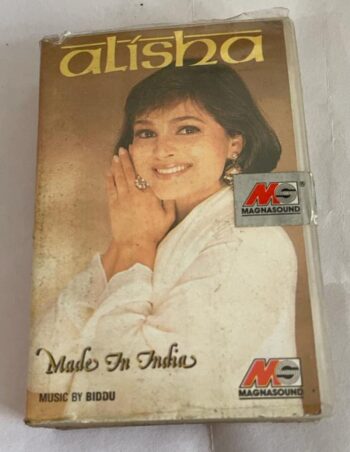 alisha
MS
®
MAGNASOUND
Made In India
MUSIC BY BIDDU
MS
MAGNASOUND